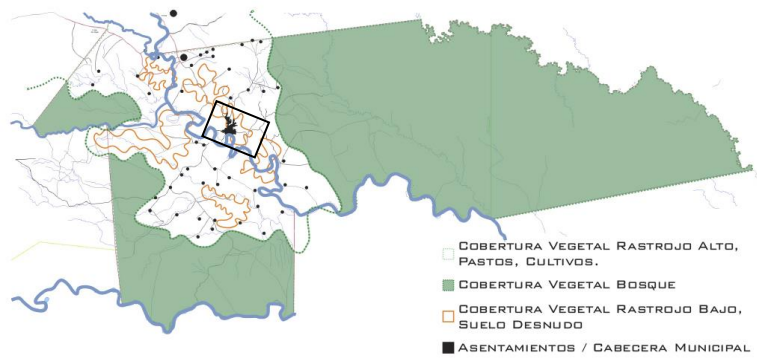 COBERTURA VEGETAL RASTROJO ALTO,
PASTOS, CULTIVOS.
COBERTURA VEGETAL BOSQUE
COBERTURA VEGETAL RASTROJO BAJO,
SUELO DESNUDO
ASENTAMIENTOS / CABECERA MUNICIPAL